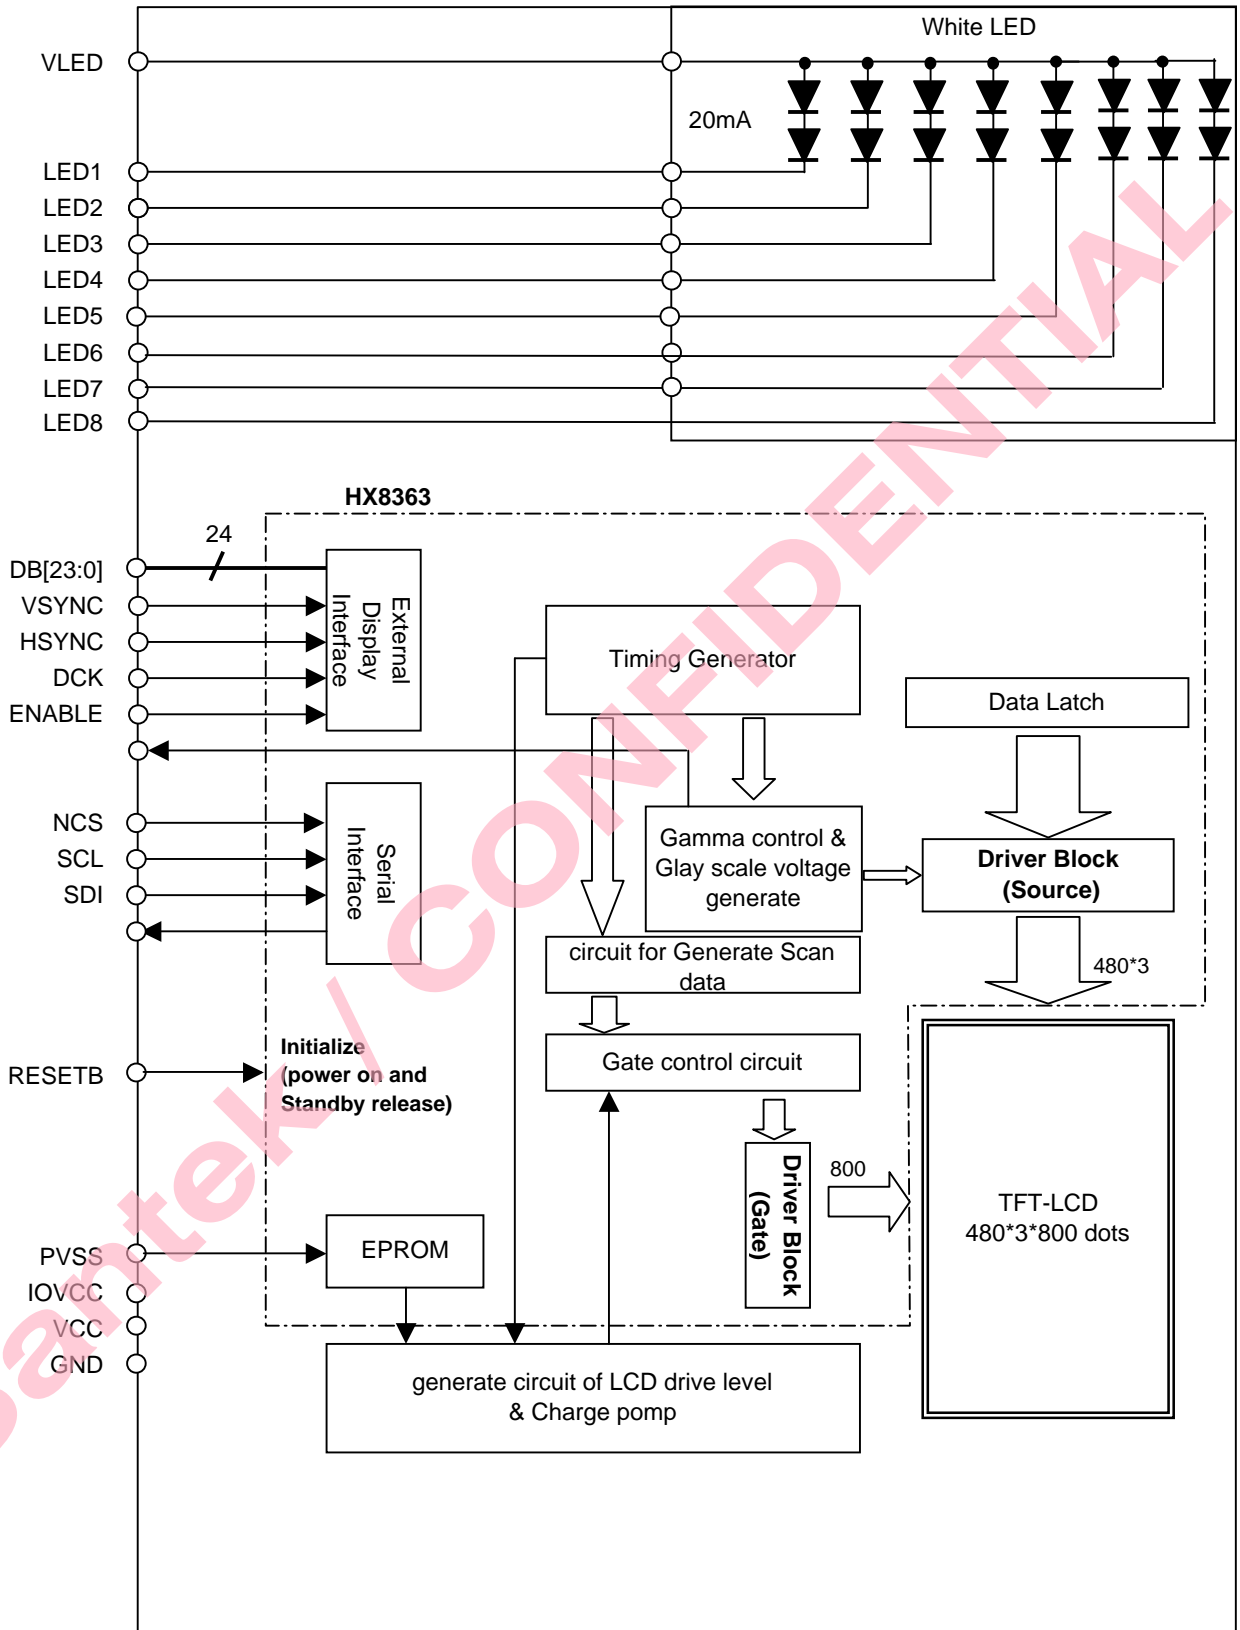 White LED
VLED
20mA
LED1
LED2
LED3
LED4
LED5
LED6
LED7
LED8
HX8363
24
DB[23:0]
VSYNC
HSYNC
DCK
ENABLE
External
Display
Interface
Timing Generator
Data Latch
NCS
SCL
SDI
Serial
Interface
Gamma control &
Glay scale voltage
generate
Driver Block
(Source)
circuit for Generate Scan
data
480*3
RESETB
Initialize
(power on and
Standby release)
Gate control circuit
Driver Block
(Gate)
800
TFT-LCD
480*3*800 dots
PVSS
IOVCC
VCC
GND
EPROM
generate circuit of LCD drive level
& Charge pomp
antek / CONFIDENTIAL